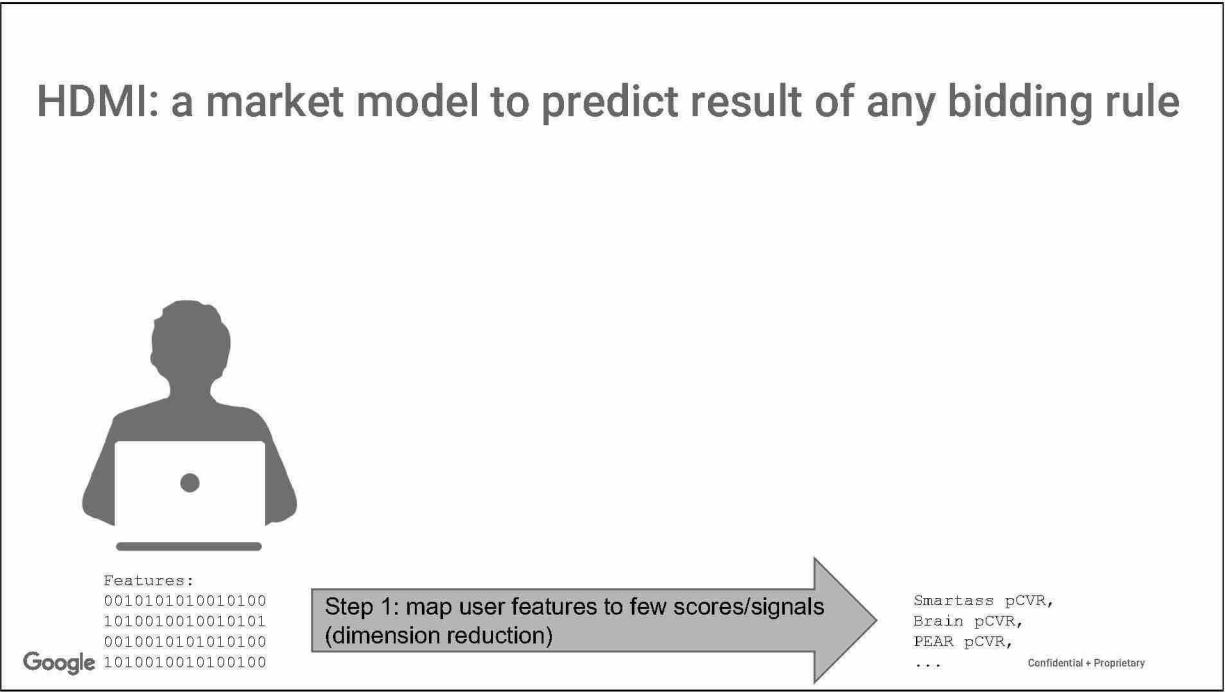 HDMI: a market model to predict result of any bidding rule
Features:
0010101010010100
1010010010010101
0010010101010100
1010010010100100
Step 1: map user features to few scores/signals
(dimension reduction)
Smartass pCVR,
Brain pCVR,
PEAR pCVR,
...
Google
Confidential + Proprietary